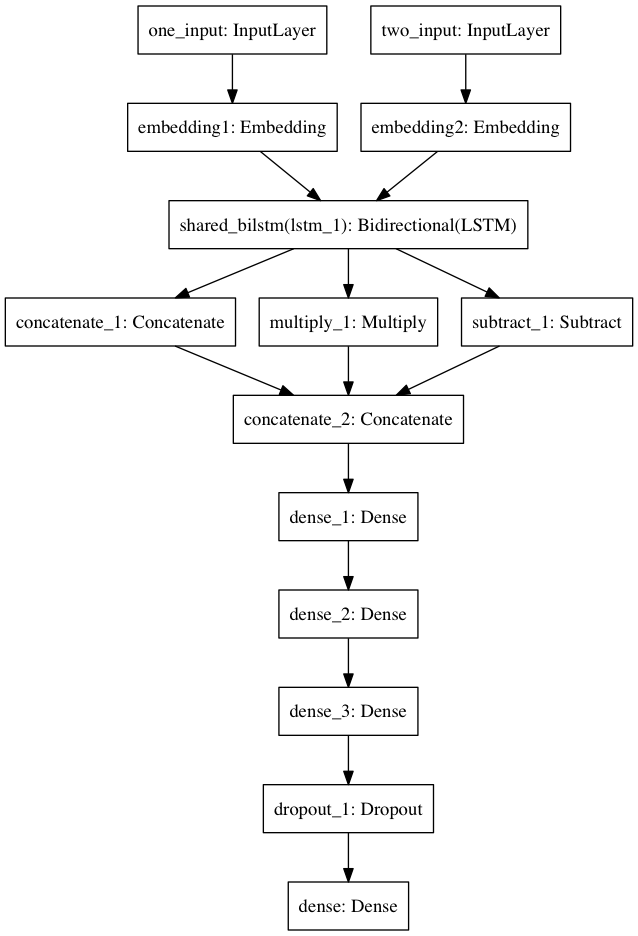 one_input: InputLayer
two_input: InputLayer
embedding1: Embedding
embedding2: Embedding
shared_bilstm(lstm_1): Bidirectional(LSTM)
concatenate_1: Concatenate
multiply_1: Multiply
subtract_1: Subtract
concatenate_2: Concatenate
dense_1: Dense
dense_2: Dense
dense_3: Dense
dropout_1: Dropout
dense: Dense